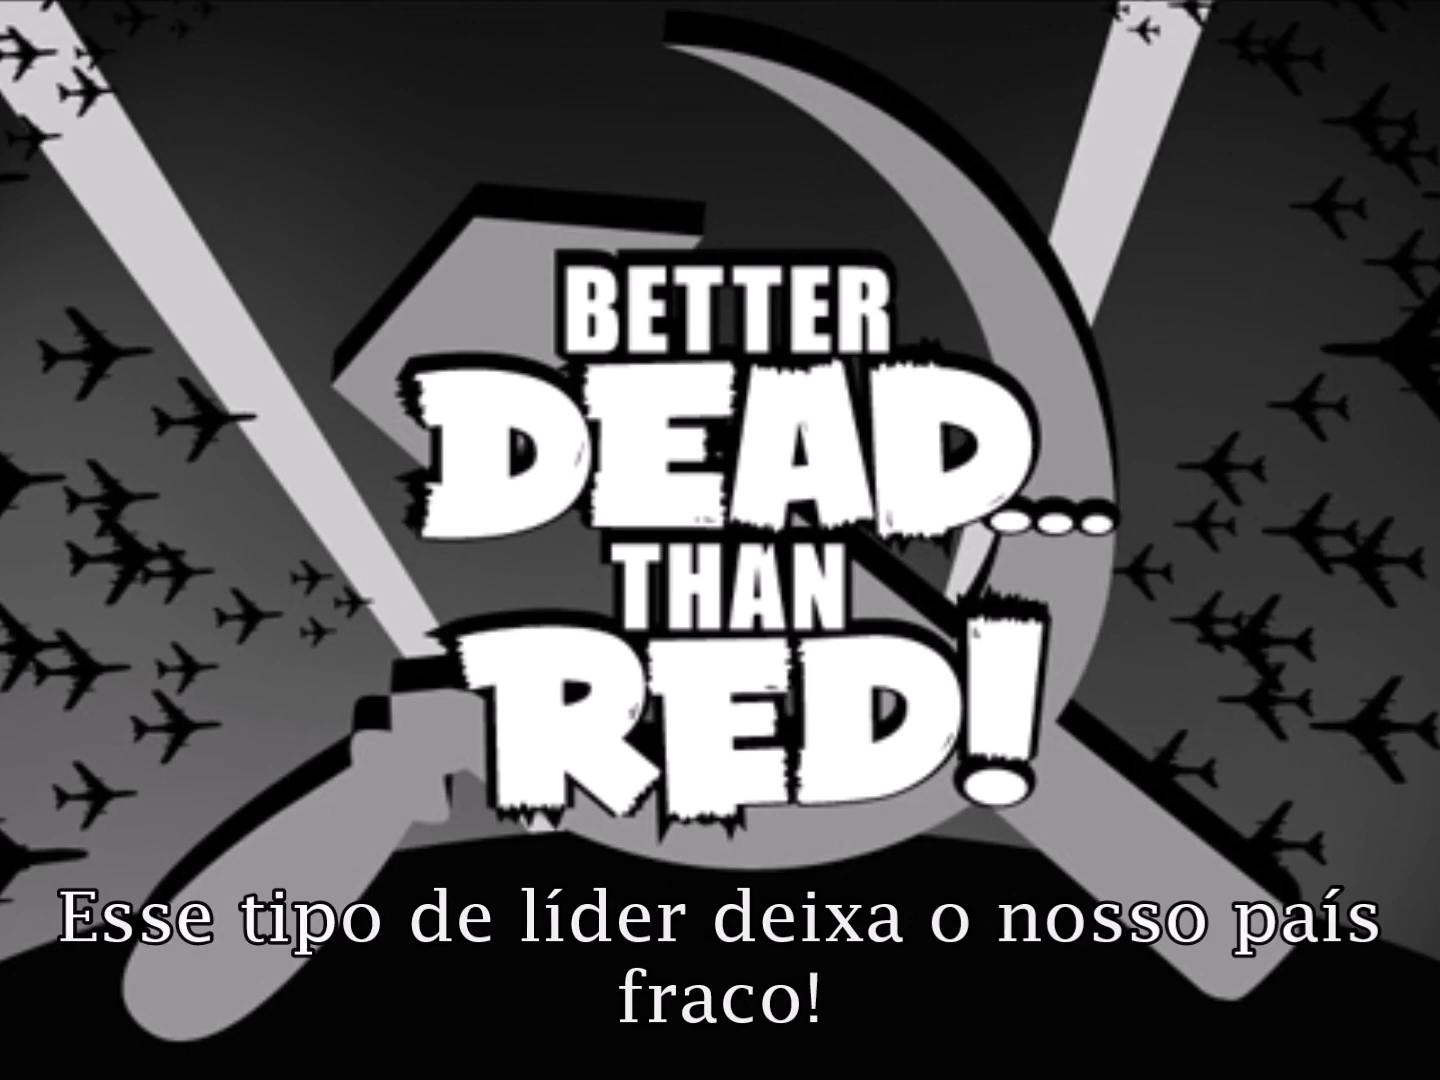 BETTER
DEAD...
THAN
RED!
Esse tipo de líder deixa o nosso país
fraco!